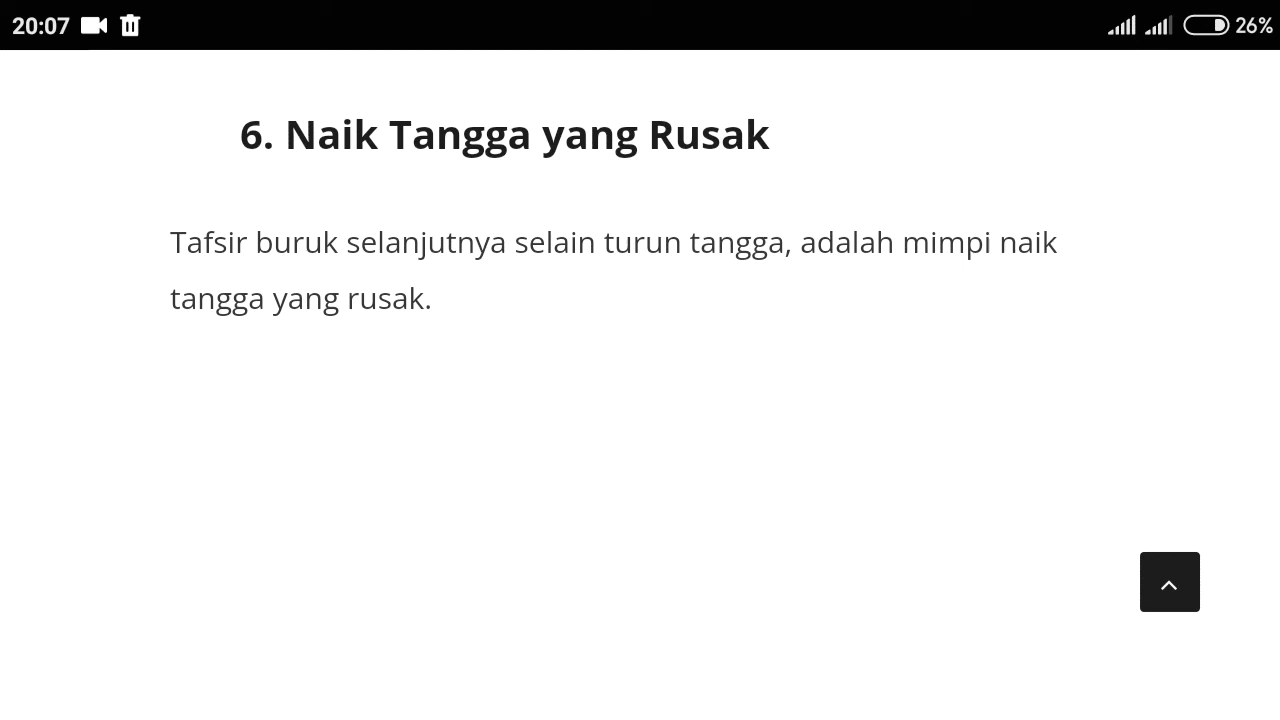 20:07 26%
6. Naik Tangga yang Rusak
Tafsir buruk selanjutnya selain turun tangga, adalah mimpi naik
tangga yang rusak.